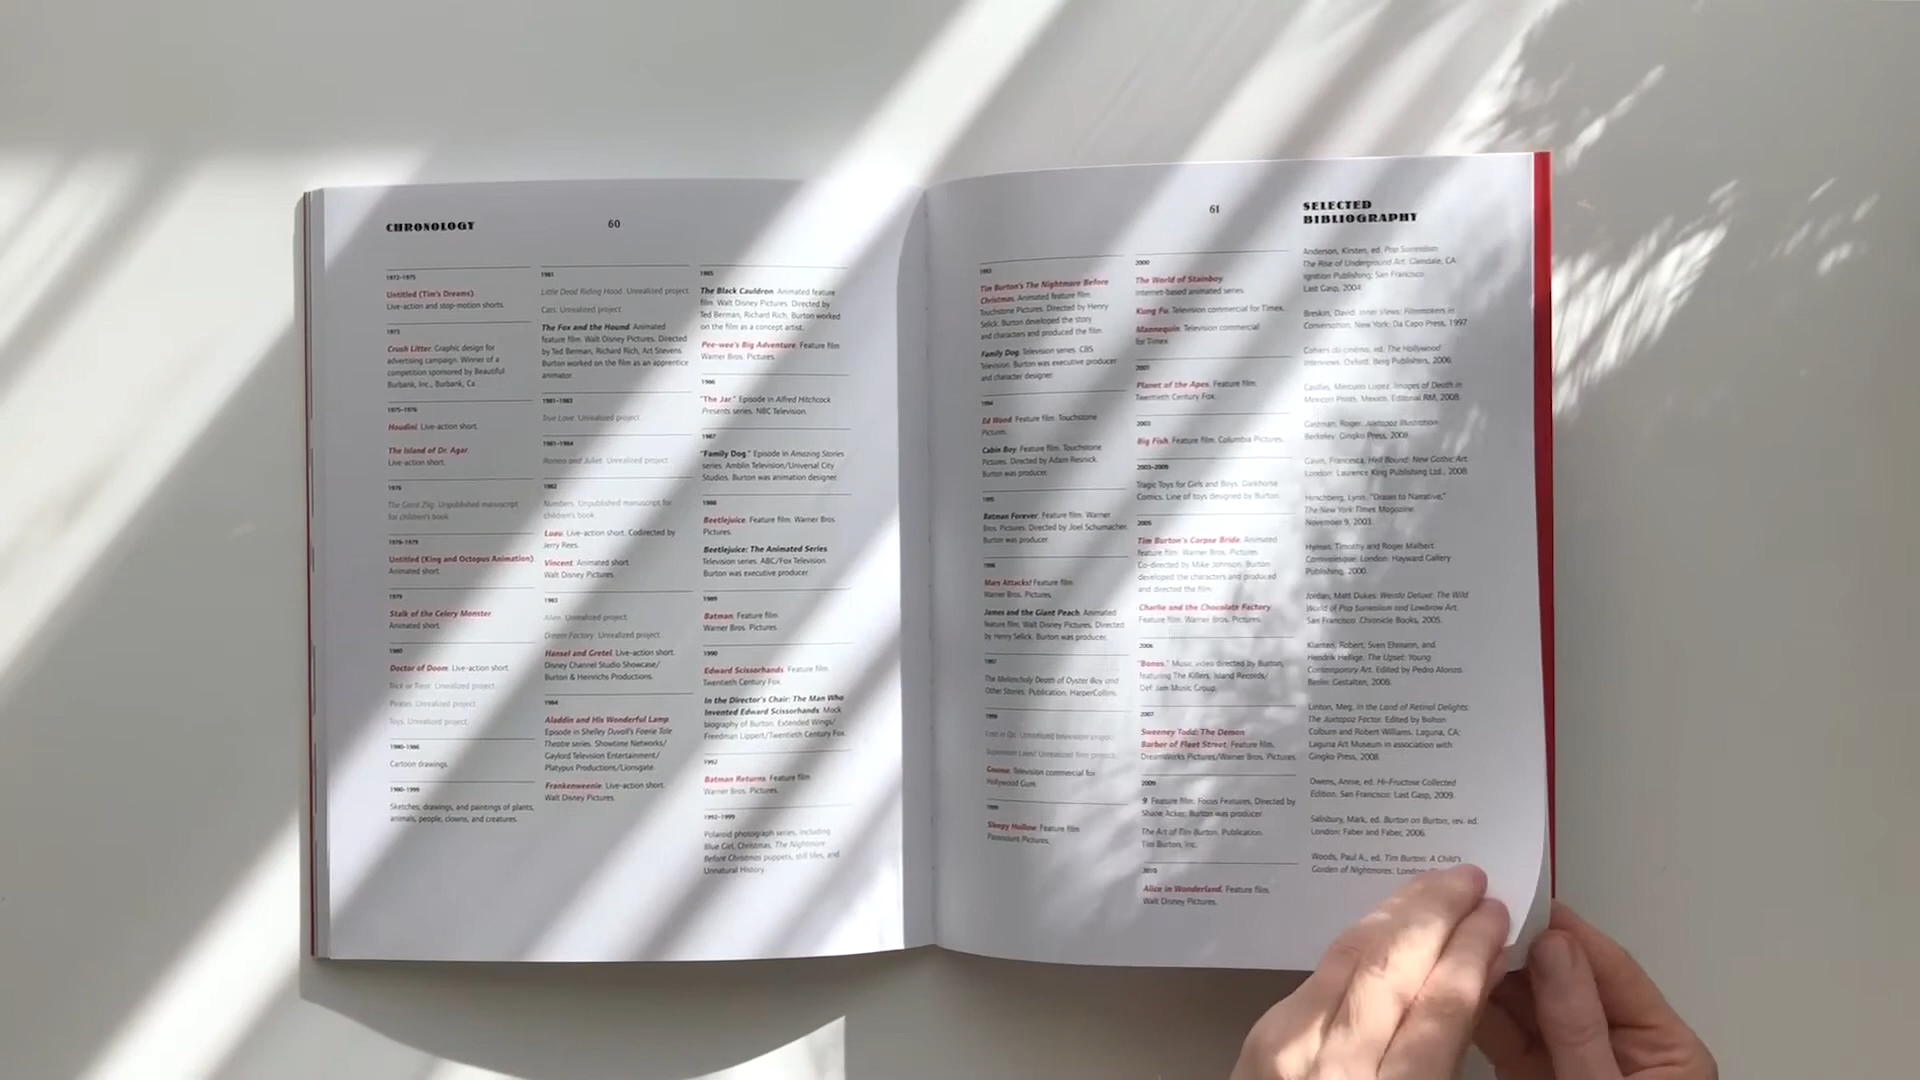 CHRONOLOGY
60
1972–1975
Untitled (Tim's Dreams)
Live-action and stop-motion shorts.
1973
Crush Litter. Graphic design for
advertising campaign. Winner of a
competition sponsored by Beautiful
Burbank, Inc., Burbank, Ca.
1975–1976
Houdini. Live-action short.
The Island of Dr. Agar.
Live-action short.
1976
The Giant Zlig. Unpublished manuscript
for children's book.
1978–1979
Untitled (King and Octopus Animation)
Animated short.
1979
Stalk of the Celery Monster
Animated short.
1980
Doctor of Doom. Live-action short
Trick or Treat. Unrealized project.
Pirates. Unrealized project.
Toys. Unrealized project.
1980–1986
Cartoon drawings.
1980–1999
Sketches, drawings, and paintings of plants,
animals, people, clowns, and creatures.
1981
Little Dead Riding Hood. Unrealized project.
Cats. Unrealized project.
The Fox and the Hound. Animated
feature film. Walt Disney Pictures. Directed
by Ted Berman, Richard Rich, Art Stevens.
Burton worked on the film as an apprentice
animator.
1981–1983
True Love. Unrealized project.
1981–1984
Romeo and Juliet. Unrealized project.
1982
Numbers. Unpublished manuscript for
children's book.
Luau. Live-action short. Codirected by
Jerry Rees.
Vincent. Animated short.
Walt Disney Pictures.
1983
Alien. Unrealized project.
Dream Factory. Unrealized project.
Hansel and Gretel. Live-action short.
Disney Channel Studio Showcase/
Burton & Heinrichs Productions.
1984
Aladdin and His Wonderful Lamp
Episode in Shelley Duvall's Faerie Tale
Theatre series. Showtime Networks/
Gaylord Television Entertainment/
Platypus Productions/Lionsgate.
Frankenweenie. Live-action short.
Walt Disney Pictures.
1985
The Black Cauldron. Animated feature
film. Walt Disney Pictures. Directed by
Ted Berman, Richard Rich. Burton worked
on the film as a concept artist.
Pee-wee's Big Adventure. Feature film
Warner Bros. Pictures.
1986
"The Jar." Episode in Alfred Hitchcock
Presents series. NBC Television.
1987
"Family Dog." Episode in Amazing Stories
series. Amblin Television/Universal City
Studios. Burton was animation designer.
1988
Beetlejuice. Feature film. Warner Bros.
Pictures.
Beetlejuice: The Animated Series.
Television series. ABC/Fox Television.
Burton was executive producer.
1989
Batman. Feature film.
Warner Bros. Pictures.
1990
Edward Scissorhands. Feature film.
Twentieth Century Fox.
In the Director's Chair: The Man Who
Invented Edward Scissorhands. Mock
biography of Burton. Extended Wings/
Freedman Lippert/Twentieth Century Fox.
1992
Batman Returns. Feature film
Warner Bros. Pictures.
1992–1999
Polaroid photograph series, including
Blue Girl, Christmas, The Nightmare
Before Christmas puppets, still lifes, and
Unnatural History.
61
1993
Tim Burton's The Nightmare Before
Christmas. Animated feature film.
Touchstone Pictures. Directed by Henry
Selick. Burton developed the story
and characters and produced the film.
Family Dog. Television series. CBS
Television. Burton was executive producer
and character designer.
1994
Ed Wood. Feature film. Touchstone
Pictures.
Cabin Boy. Feature film. Touchstone
Pictures. Directed by Adam Resnick.
Burton was producer.
1995
Batman Forever. Feature film. Warner
Bros. Pictures. Directed by Joel Schumacher.
Burton was producer.
1996
Mars Attacks! Feature film.
Warner Bros. Pictures.
James and the Giant Peach. Animated
feature film. Walt Disney Pictures. Directed
by Henry Selick. Burton was producer.
1997
The Melancholy Death of Oyster Boy and
Other Stories. Publication. HarperCollins.
1998
Lost in Oz. Unrealized television project.
Superman Lives! Unrealized film project.
Gnome. Television commercial for
Hollywood Gum.
1999
Sleepy Hollow. Feature film
Paramount Pictures.
2000
The World of Stainboy.
Internet-based animated series.
Kung Fu. Television commercial for Timex.
Mannequin. Television commercial
for Timex.
2001
Planet of the Apes. Feature film.
Twentieth Century Fox.
2003
Big Fish. Feature film. Columbia Pictures.
2003–2009
Tragic Toys for Girls and Boys. Darkhorse
Comics. Line of toys designed by Burton.
2005
Tim Burton's Corpse Bride. Animated
feature film. Warner Bros. Pictures.
Co-directed by Mike Johnson. Burton
developed the characters and produced
and directed the film.
Charlie and the Chocolate Factory.
Feature film. Warner Bros. Pictures.
2006
"Bones." Music video directed by Burton,
featuring The Killers. Island Records/
Def Jam Music Group.
2007
Sweeney Todd: The Demon
Barber of Fleet Street. Feature film.
DreamWorks Pictures/Warner Bros. Pictures.
2009
9. Feature film. Focus Features. Directed by
Shane Acker. Burton was producer.
The Art of Tim Burton. Publication.
Tim Burton, Inc.
2010
Alice in Wonderland. Feature film.
Walt Disney Pictures.
SELECTED
BIBLIOGRAPHY
Anderson, Kirsten, ed. Pop Surrealism:
The Rise of Underground Art. Glendale, CA:
Ignition Publishing; San Francisco:
Last Gasp, 2004.
Breskin, David. Inner Views: Filmmakers in
Conversation. New York: Da Capo Press, 1997
Cahiers du cinéma, ed. The Hollywood
Interviews. Oxford: Berg Publishers, 2006.
Casillas, Mercurio Lopez. Images of Death in
Mexican Prints. Mexico. Editorial RM, 2008.
Gastman, Roger. Juxtapoz Illustration.
Berkeley: Gingko Press, 2008.
Gavin, Francesca. Hell Bound: New Gothic Art.
London: Laurence King Publishing Ltd., 2008
Hirschberg, Lynn. "Drawn to Narrative,"
The New York Times Magazine.
November 9, 2003.
Hyman, Timothy and Roger Malbert.
Carnivalesque. London: Hayward Gallery
Publishing, 2000.
Jordan, Matt Dukes. Weirdo Deluxe: The Wild
World of Pop Surrealism and Lowbrow Art.
San Francisco: Chronicle Books, 2005.
Klanten, Robert, Sven Ehmann, and
Hendrik Hellige. The Upset: Young
Contemporary Art. Edited by Pedro Alonzo.
Berlin: Gestalten, 2008.
Linton, Meg. In the Land of Retinal Delights:
The Juxtapoz Factor. Edited by Bolton
Colburn and Robert Williams. Laguna, CA:
Laguna Art Museum in association with
Gingko Press, 2008.
Owens, Annie, ed. Hi-Fructose Collected
Edition. San Francisco: Last Gasp, 2009.
Salisbury, Mark, ed. Burton on Burton, rev. ed.
London: Faber and Faber, 2006.
Woods, Paul A., ed. Tim Burton: A Child's
Garden of Nightmares. London